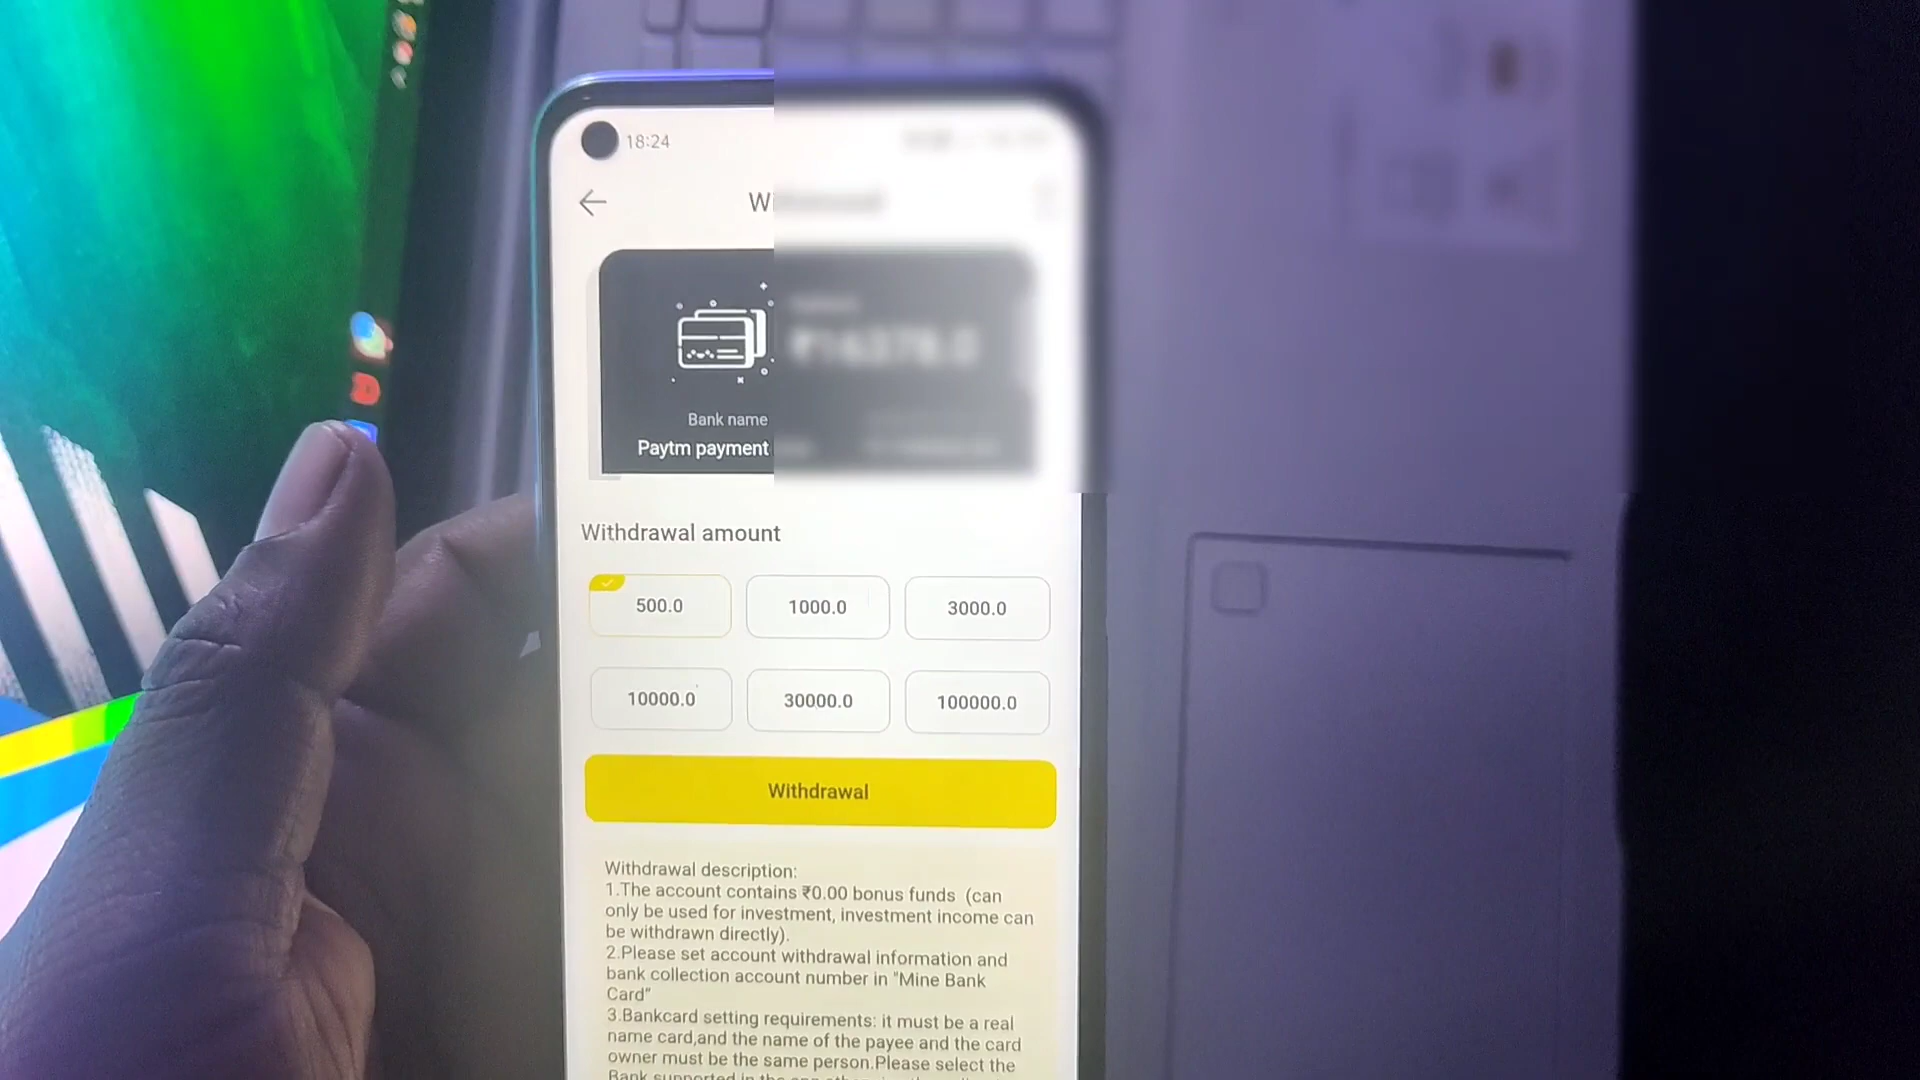 18:24
Bank name
Paytm payment
Withdrawal amount
500.0
1000.0
3000.0
10000.0
30000.0
100000.0
Withdrawal
Withdrawal description:
1.The account contains ₹0.00 bonus funds (can
only be used for investment, investment income can
be withdrawn directly).
2.Please set account withdrawal information and
bank collection account number in "Mine Bank
Card"
3.Bankcard setting requirements: it must be a real
name card,and the name of the payee and the card
owner must be the same person.Please select the
Bank supported in the app